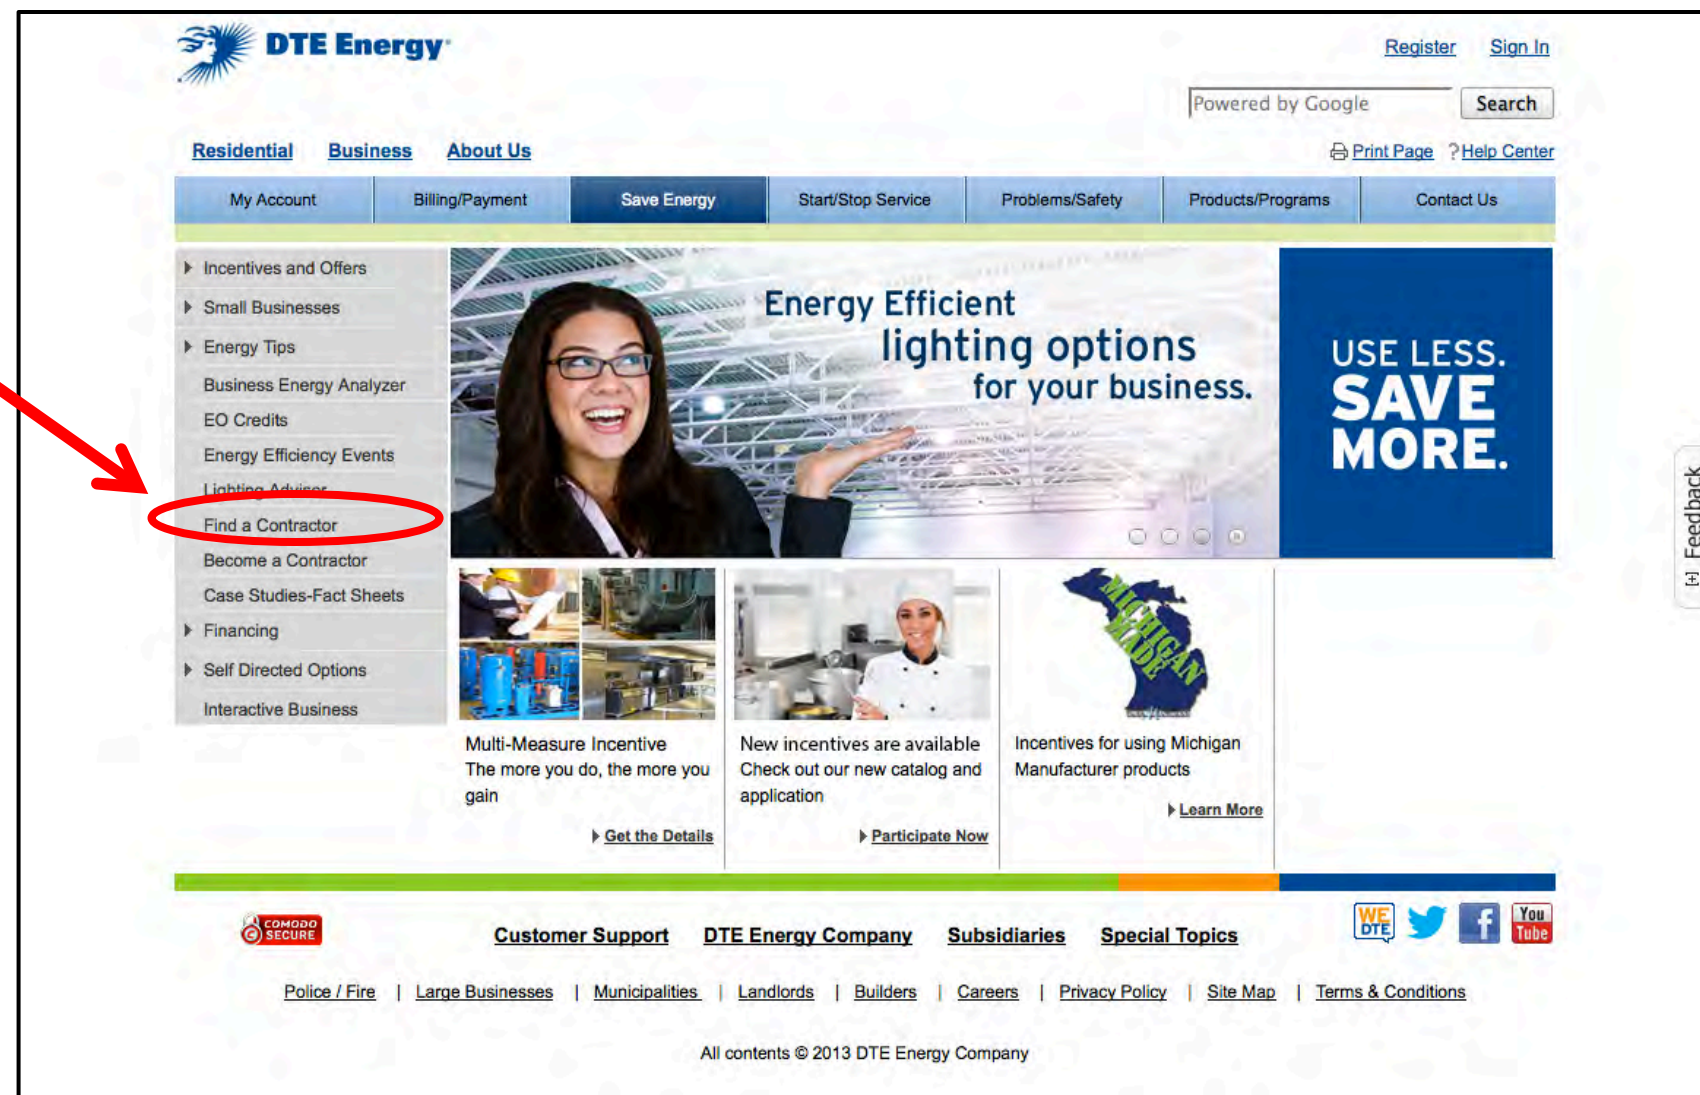 DTE Energy
Register Sign In
Powered by Google Search
Residential Business About Us
Print Page ?Help Center
My Account Billing/Payment Save Energy Start/Stop Service Problems/Safety Products/Programs Contact Us
Incentives and Offers
Small Businesses
Energy Tips
Business Energy Analyzer
EO Credits
Energy Efficiency Events
Lighting Advisor
Find a Contractor
Become a Contractor
Case Studies-Fact Sheets
Financing
Self Directed Options
Interactive Business
Energy Efficient
lighting options
for your business.
USE LESS.
SAVE
MORE.
[+] Feedback
Multi-Measure Incentive
The more you do, the more you
gain
Get the Details
New incentives are available
Check out our new catalog and
application
Participate Now
MICHIGAN
MADE
Incentives for using Michigan
Manufacturer products
Learn More
COMODO
SECURE
Customer Support DTE Energy Company Subsidiaries Special Topics
WE
DTE
You
Tube
Police / Fire | Large Businesses | Municipalities | Landlords | Builders | Careers | Privacy Policy | Site Map | Terms & Conditions
All contents © 2013 DTE Energy Company